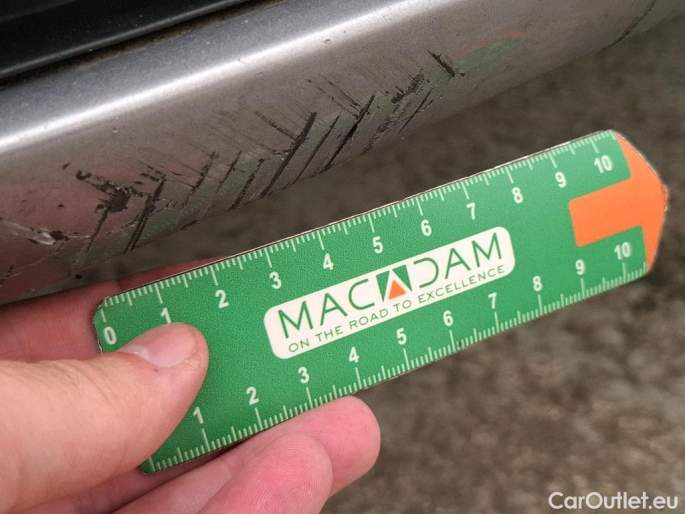 0 1 2 3 4 5 6 7 8 9 10
MACADAM
ON THE ROAD TO EXCELLENCE
1 2 3 4 5 6 7 8 9 10
CarOutlet.eu